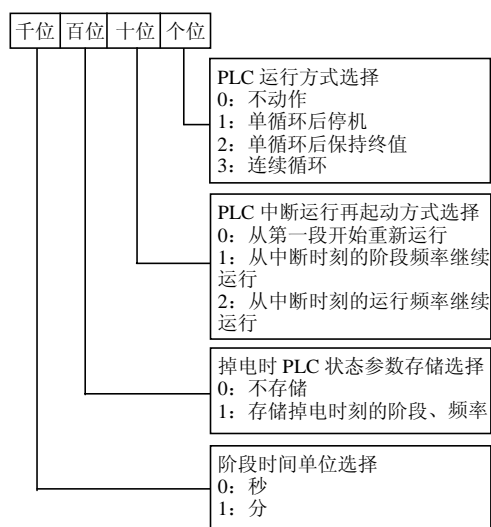 千位 百位 十位 个位
PLC 运行方式选择
0：不动作
1：单循环后停机
2：单循环后保持终值
3：连续循环
PLC 中断运行再起动方式选择
0：从第一段开始重新运行
1：从中断时刻的阶段频率继续
运行
2：从中断时刻的运行频率继续
运行
掉电时 PLC 状态参数存储选择
0：不存储
1：存储掉电时刻的阶段、频率
阶段时间单位选择
0：秒
1：分